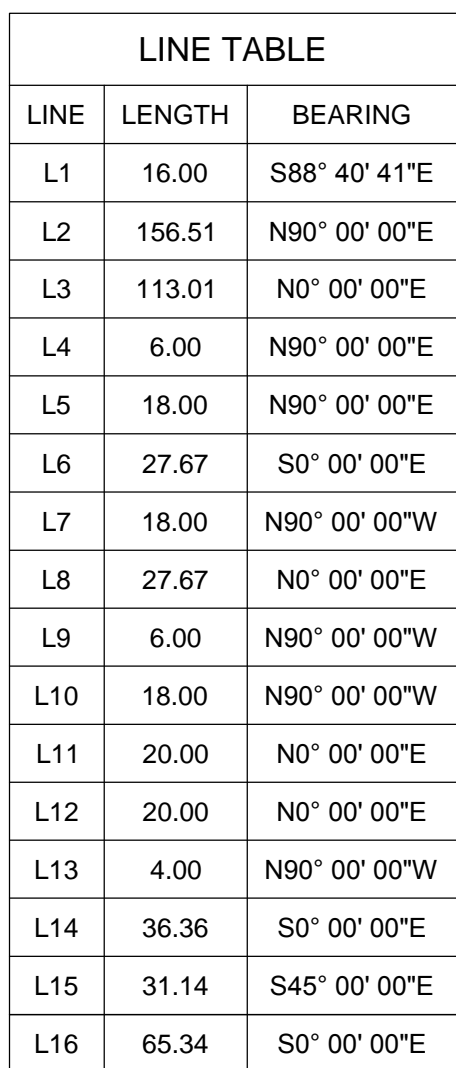 LINE TABLE
LINE LENGTH BEARING
L1 16.00 S88° 40' 41"E
L2 156.51 N90° 00' 00"E
L3 113.01 N0° 00' 00"E
L4 6.00 N90° 00' 00"E
L5 18.00 N90° 00' 00"E
L6 27.67 S0° 00' 00"E
L7 18.00 N90° 00' 00"W
L8 27.67 N0° 00' 00"E
L9 6.00 N90° 00' 00"W
L10 18.00 N90° 00' 00"W
L11 20.00 N0° 00' 00"E
L12 20.00 N0° 00' 00"E
L13 4.00 N90° 00' 00"W
L14 36.36 S0° 00' 00"E
L15 31.14 S45° 00' 00"E
L16 65.34 S0° 00' 00"E